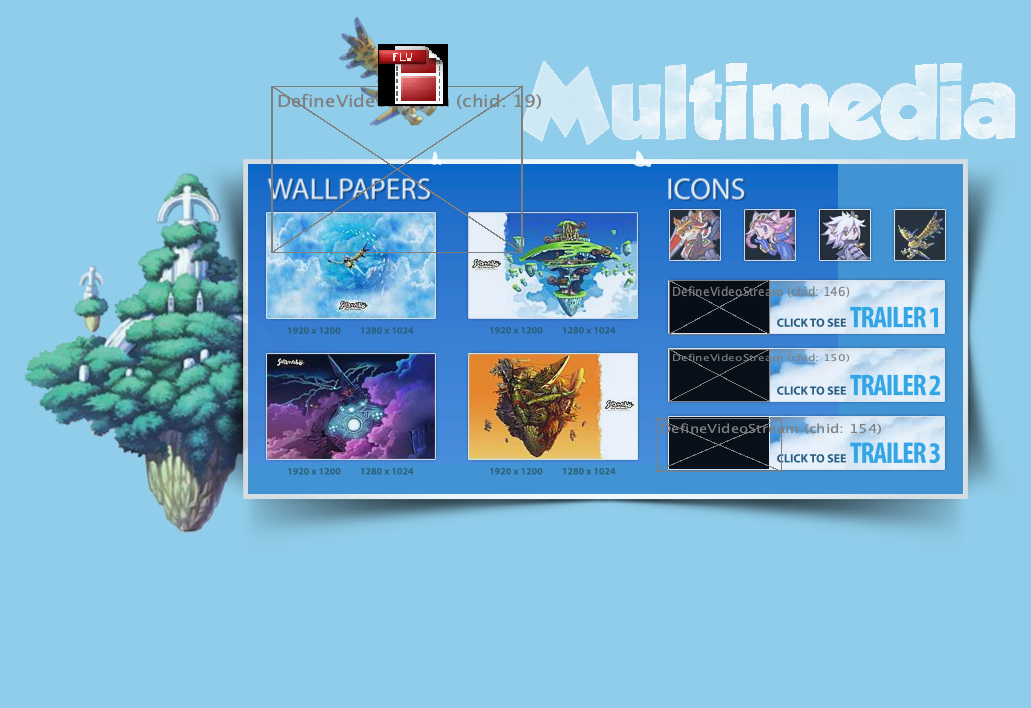 FLV
Multimedia
DefineVide (chid: 19)
WALLPAPERS
ICONS
1920 x 1200 1280 x 1024
1920 x 1200 1280 x 1024
1920 x 1200 1280 x 1024
1920 x 1200 1280 x 1024
DefineVideoStream (chid: 146)
CLICK TO SEE TRAILER 1
DefineVideoStream (chid: 150)
CLICK TO SEE TRAILER 2
DefineVideoStream (chid: 154)
CLICK TO SEE TRAILER 3